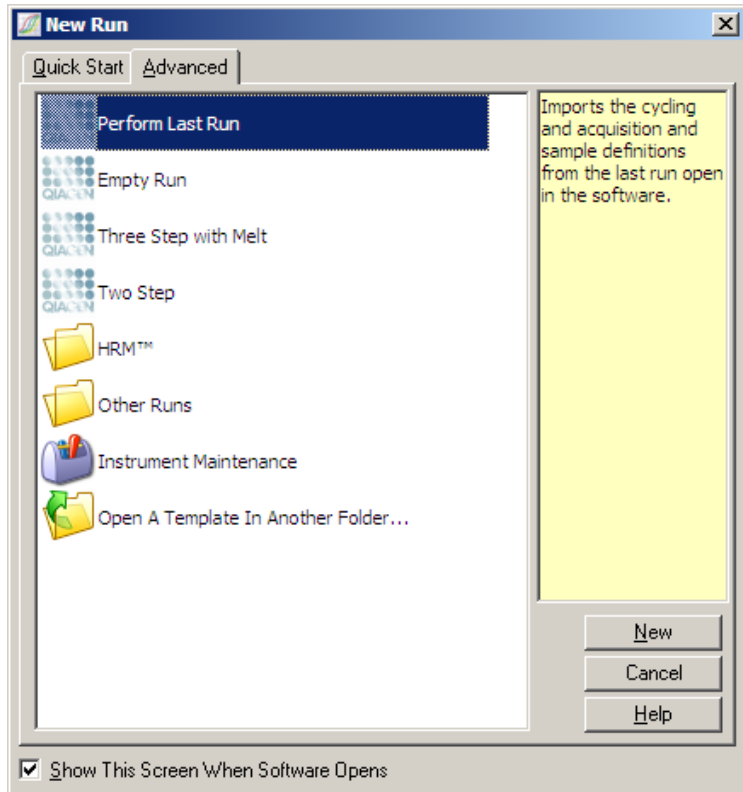 New Run
Quick Start
Advanced
Perform Last Run
QIAGEN
Empty Run
QIAGEN
Three Step with Melt
QIAGEN
Two Step
HRM™
Other Runs
Instrument Maintenance
Open A Template In Another Folder...
Imports the cycling
and acquisition and
sample definitions
from the last run open
in the software.
New
Cancel
Help
Show This Screen When Software Opens